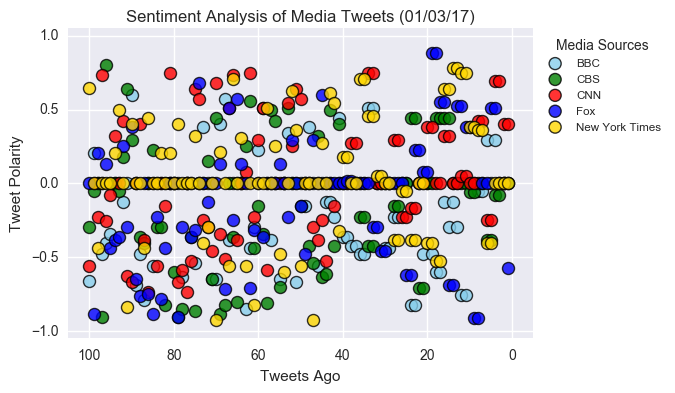 Sentiment Analysis of Media Tweets (01/03/17)
Media Sources
BBC
CBS
CNN
Fox
New York Times
Tweet Polarity
1.0
0.5
0.0
−0.5
−1.0
100
80
60
40
20
0
Tweets Ago